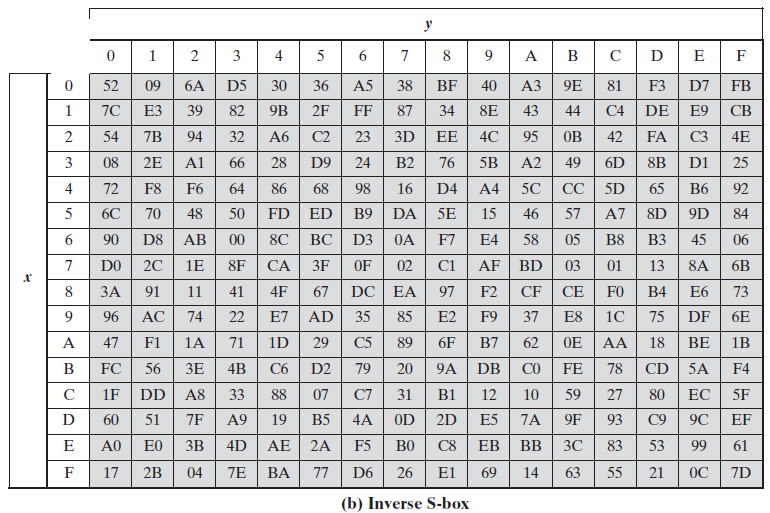 y
0 1 2 3 4 5 6 7 8 9 A B C D E F
0 52 09 6A D5 30 36 A5 38 BF 40 A3 9E 81 F3 D7 FB
1 7C E3 39 82 9B 2F FF 87 34 8E 43 44 C4 DE E9 CB
2 54 7B 94 32 A6 C2 23 3D EE 4C 95 0B 42 FA C3 4E
3 08 2E A1 66 28 D9 24 B2 76 5B A2 49 6D 8B D1 25
4 72 F8 F6 64 86 68 98 16 D4 A4 5C CC 5D 65 B6 92
5 6C 70 48 50 FD ED B9 DA 5E 15 46 57 A7 8D 9D 84
6 90 D8 AB 00 8C BC D3 0A F7 E4 58 05 B8 B3 45 06
7 D0 2C 1E 8F CA 3F 0F 02 C1 AF BD 03 01 13 8A 6B
x
8 3A 91 11 41 4F 67 DC EA 97 F2 CF CE F0 B4 E6 73
9 96 AC 74 22 E7 AD 35 85 E2 F9 37 E8 1C 75 DF 6E
A 47 F1 1A 71 1D 29 C5 89 6F B7 62 0E AA 18 BE 1B
B FC 56 3E 4B C6 D2 79 20 9A DB C0 FE 78 CD 5A F4
C 1F DD A8 33 88 07 C7 31 B1 12 10 59 27 80 EC 5F
D 60 51 7F A9 19 B5 4A 0D 2D E5 7A 9F 93 C9 9C EF
E A0 E0 3B 4D AE 2A F5 B0 C8 EB BB 3C 83 53 99 61
F 17 2B 04 7E BA 77 D6 26 E1 69 14 63 55 21 0C 7D
(b) Inverse S-box